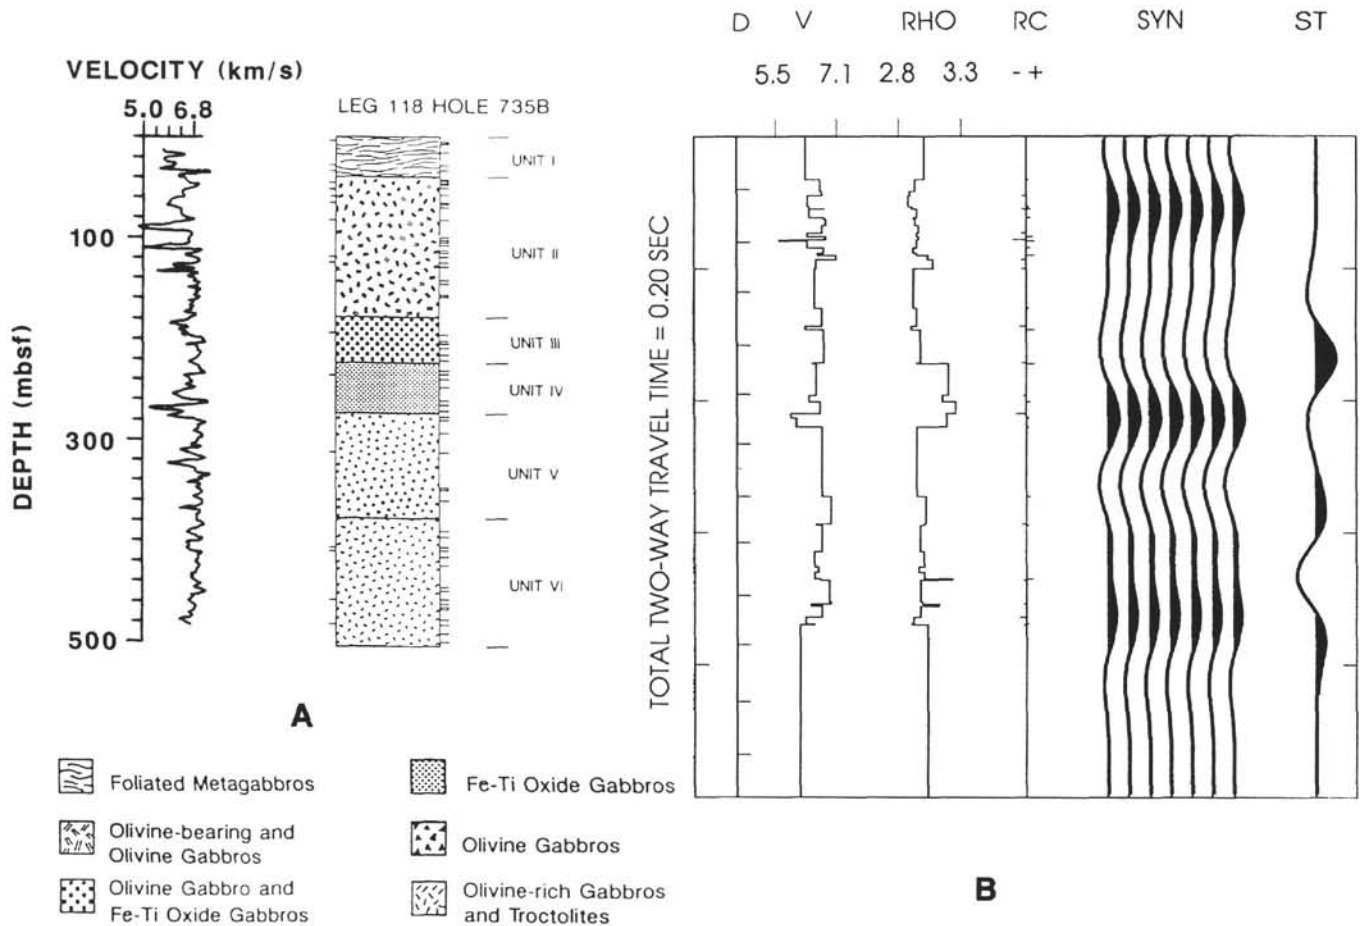 VELOCITY (km/s)
5.0 6.8
LEG 118 HOLE 735B
DEPTH (mbsf)
100
300
500
UNIT I
UNIT II
UNIT III
UNIT IV
UNIT V
UNIT VI
A
Foliated Metagabbros
Olivine-bearing and
Olivine Gabbros
Olivine Gabbro and
Fe-Ti Oxide Gabbros
Fe-Ti Oxide Gabbros
Olivine Gabbros
Olivine-rich Gabbros
and Troctolites
D V RHO RC SYN ST
5.5 7.1 2.8 3.3 - +
TOTAL TWO-WAY TRAVEL TIME = 0.20 SEC
B